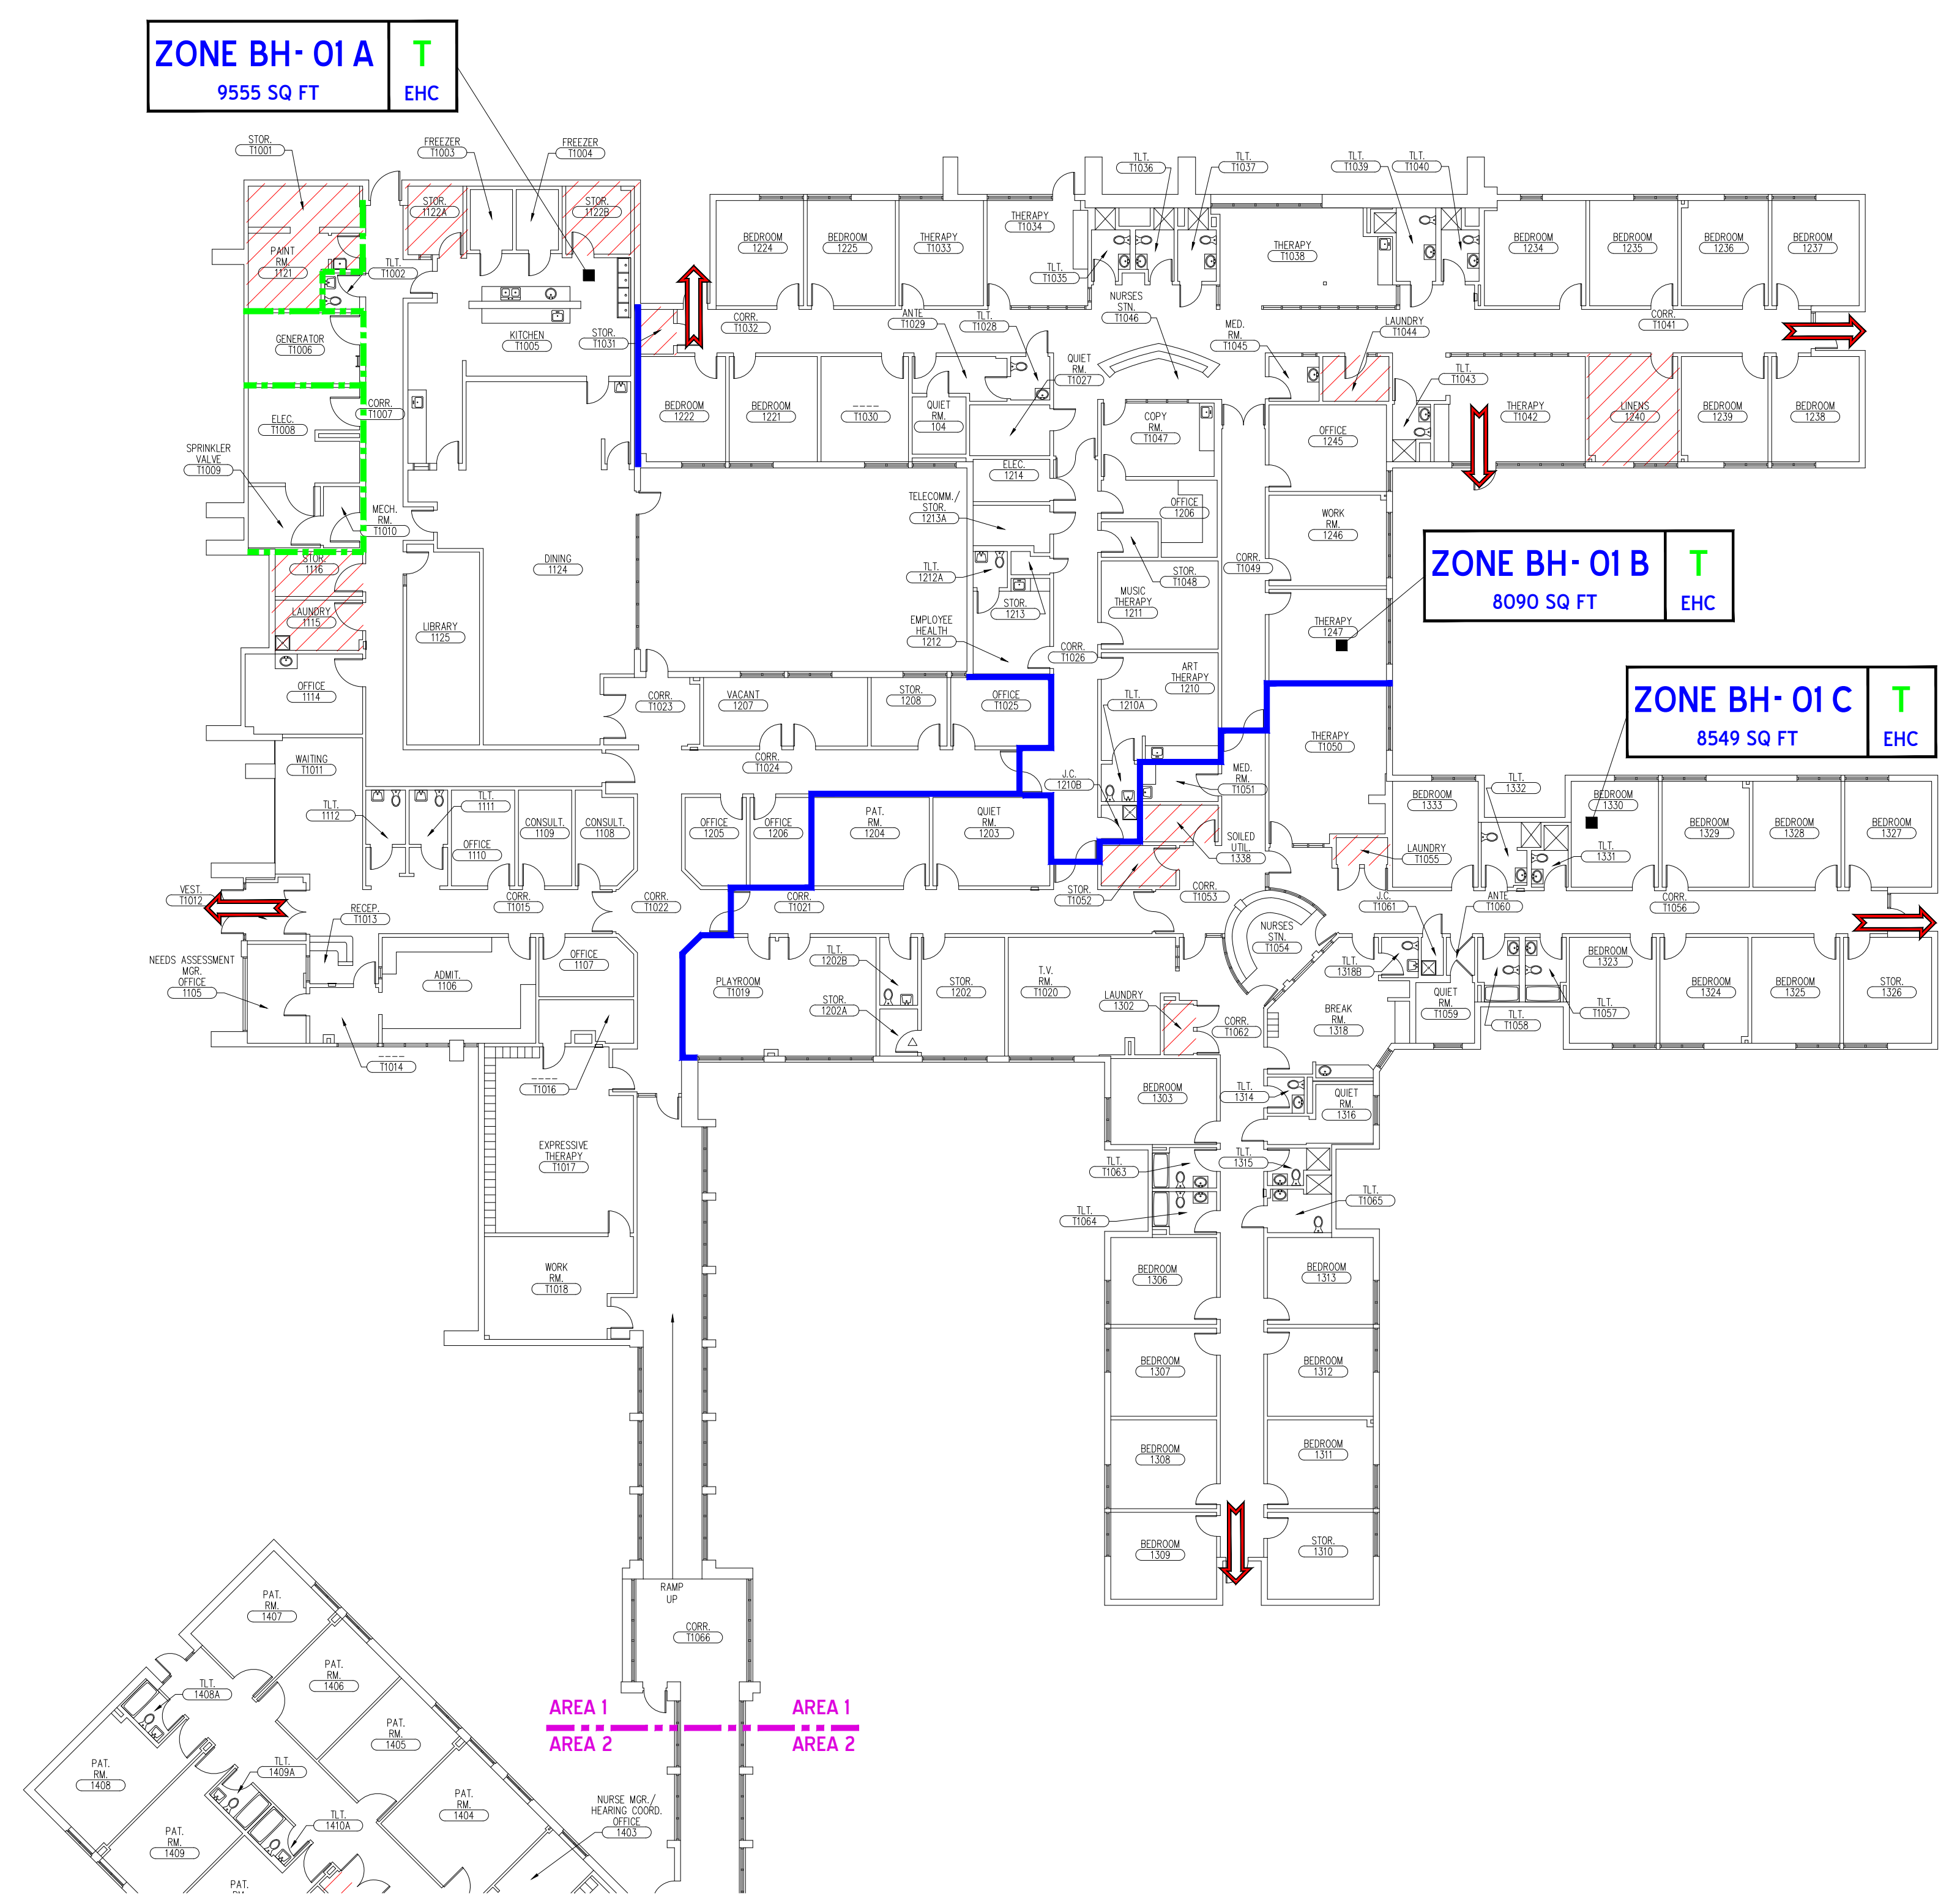 ZONE BH- 01 A
T
9555 SQ FT
EHC
STOR.
T1001
FREEZER
T1003
FREEZER
T1004
STOR.
1122A
STOR.
1122B
PAINT
RM.
1121
TLT.
T1002
GENERATOR
T1006
KITCHEN
T1005
STOR.
T1031
CORR.
T1007
ELEC.
T1008
SPRINKLER
VALVE
T1009
MECH.
RM.
T1010
STOR.
1116
LAUNDRY
1115
OFFICE
1114
LIBRARY
1125
DINING
1124
BEDROOM
1224
BEDROOM
1225
THERAPY
T1033
THERAPY
T1034
TLT.
T1035
TLT.
T1036
TLT.
T1037
THERAPY
T1038
TLT.
T1039
TLT.
T1040
BEDROOM
1234
BEDROOM
1235
BEDROOM
1236
BEDROOM
1237
CORR.
T1032
ANTE
T1029
TLT.
T1028
NURSES
STN.
T1046
MED.
RM.
T1045
LAUNDRY
T1044
CORR.
T1041
QUIET
RM.
T1027
BEDROOM
1222
BEDROOM
1221
----
T1030
QUIET
RM.
104
COPY
RM.
T1047
OFFICE
1245
TLT.
T1043
THERAPY
T1042
LINENS
1240
BEDROOM
1239
BEDROOM
1238
ELEC.
1214
TELECOMM./
STOR.
1213A
OFFICE
1206
WORK
RM.
1246
TLT.
1212A
STOR.
1213
STOR.
T1048
CORR.
T1049
MUSIC
THERAPY
1211
EMPLOYEE
HEALTH
1212
CORR.
T1026
THERAPY
1247
ZONE BH- 01 B
T
8090 SQ FT
EHC
ART
THERAPY
1210
TLT.
1210A
ZONE BH- 01 C
T
8549 SQ FT
EHC
CORR.
T1023
VACANT
1207
STOR.
1208
OFFICE
T1025
CORR.
T1024
J.C.
1210B
MED.
RM.
T1051
THERAPY
T1050
WAITING
T1011
TLT.
1112
TLT.
1111
OFFICE
1110
CONSULT.
1109
CONSULT.
1108
OFFICE
1205
OFFICE
1206
PAT.
RM.
1204
QUIET
RM.
1203
SOILED
UTIL.
1338
LAUNDRY
T1055
BEDROOM
1333
TLT.
1332
TLT.
1331
BEDROOM
1330
BEDROOM
1329
BEDROOM
1328
BEDROOM
1327
VEST.
T1012
RECEP.
T1013
CORR.
T1015
CORR.
T1022
CORR.
T1021
STOR.
T1052
CORR.
T1053
NURSES
STN.
T1054
J.C.
T1061
ANTE
T1060
CORR.
T1056
NEEDS ASSESSMENT
MGR.
OFFICE
1105
ADMIT.
1106
OFFICE
1107
PLAYROOM
T1019
TLT.
1202B
STOR.
1202A
STOR.
1202
T.V.
RM.
T1020
LAUNDRY
1302
CORR.
T1062
TLT.
1318B
BREAK
RM.
1318
QUIET
RM.
T1059
TLT.
T1058
TLT.
T1057
BEDROOM
1323
BEDROOM
1324
BEDROOM
1325
STOR.
1326
----
T1014
----
T1016
BEDROOM
1303
TLT.
1314
QUIET
RM.
1316
EXPRESSIVE
THERAPY
T1017
TLT.
T1063
TLT.
1315
TLT.
T1064
TLT.
T1065
WORK
RM.
T1018
BEDROOM
1306
BEDROOM
1313
BEDROOM
1307
BEDROOM
1312
BEDROOM
1308
BEDROOM
1311
BEDROOM
1309
STOR.
1310
RAMP
UP
CORR.
T1066
PAT.
RM.
1407
PAT.
RM.
1406
TLT.
1408A
PAT.
RM.
1405
AREA 1
AREA 1
AREA 2
AREA 2
PAT.
RM.
1408
TLT.
1409A
PAT.
RM.
1404
NURSE MGR./
HEARING COORD.
OFFICE
1403
TLT.
1410A
PAT.
RM.
1409
PAT.
RM.